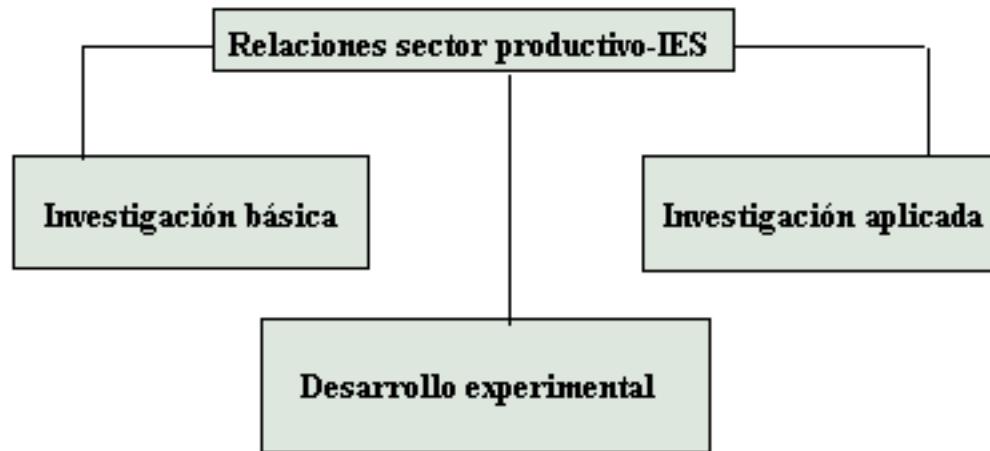 Relaciones sector productivo-IES
Investigación básica
Investigación aplicada
Desarrollo experimental